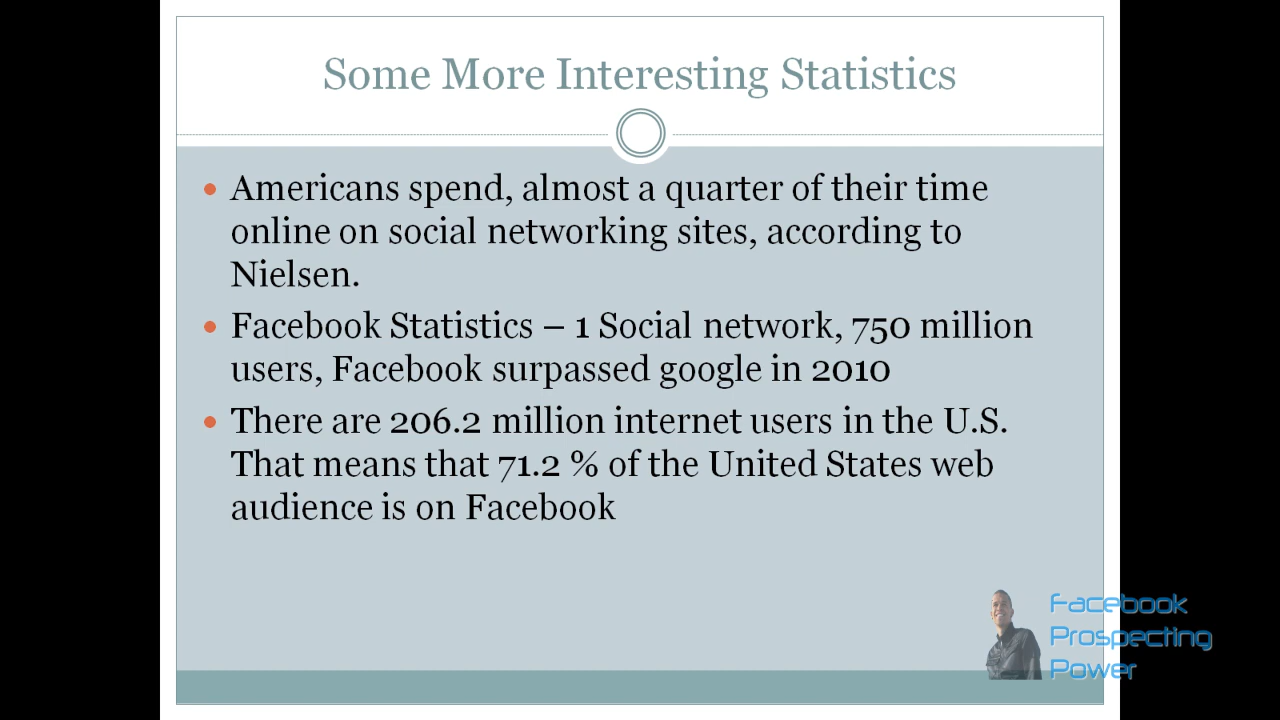 Some More Interesting Statistics
Americans spend, almost a quarter of their time
online on social networking sites, according to
Nielsen.
Facebook Statistics – 1 Social network, 750 million
users, Facebook surpassed google in 2010
There are 206.2 million internet users in the U.S.
That means that 71.2 % of the United States web
audience is on Facebook
Facebook
Prospecting
Power